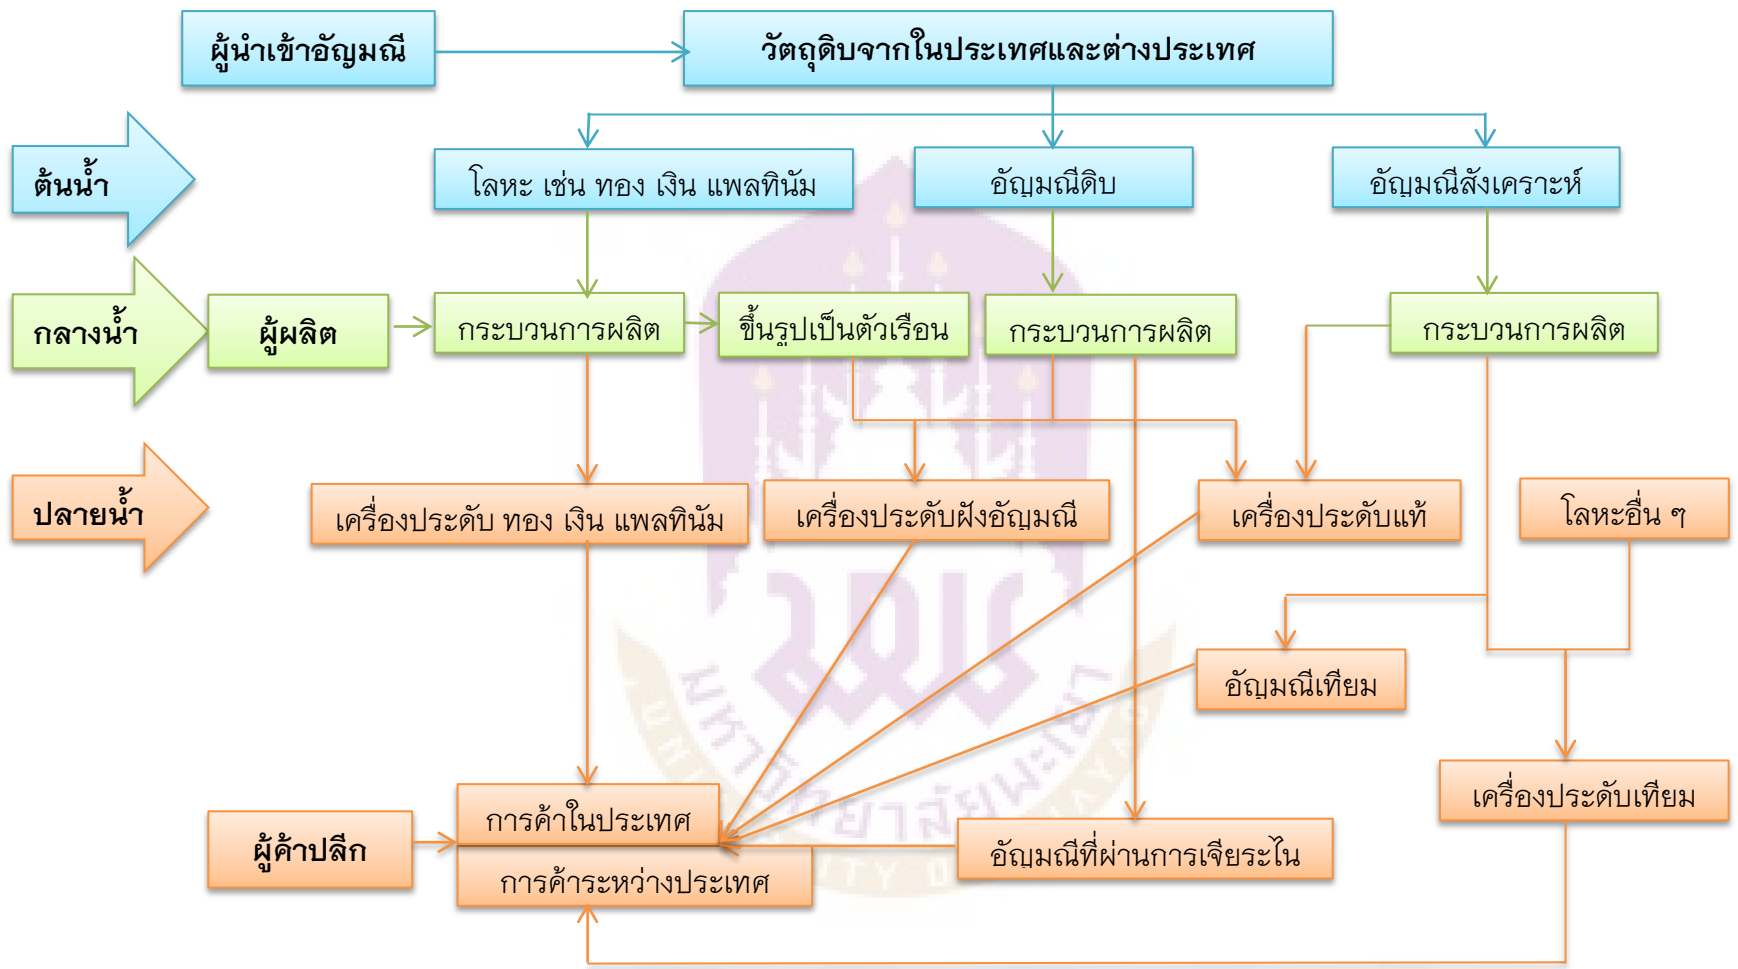 ผู้นำเข้าอัญมณี
วัตถุดิบจากในประเทศและต่างประเทศ
ต้นน้ำ
โลหะ เช่น ทอง เงิน แพลทินัม
อัญมณีดิบ
อัญมณีสังเคราะห์
กลางน้ำ
ผู้ผลิต
กระบวนการผลิต
ขึ้นรูปเป็นตัวเรือน
กระบวนการผลิต
กระบวนการผลิต
ปลายน้ำ
เครื่องประดับ ทอง เงิน แพลทินัม
เครื่องประดับฝังอัญมณี
เครื่องประดับแท้
โลหะอื่น ๆ
อัญมณีเทียม
เครื่องประดับเทียม
ผู้ค้าปลีก
การค้าในประเทศ
การค้าระหว่างประเทศ
อัญมณีที่ผ่านการเจียระไน
มหาวิทยาลัยพะเยา